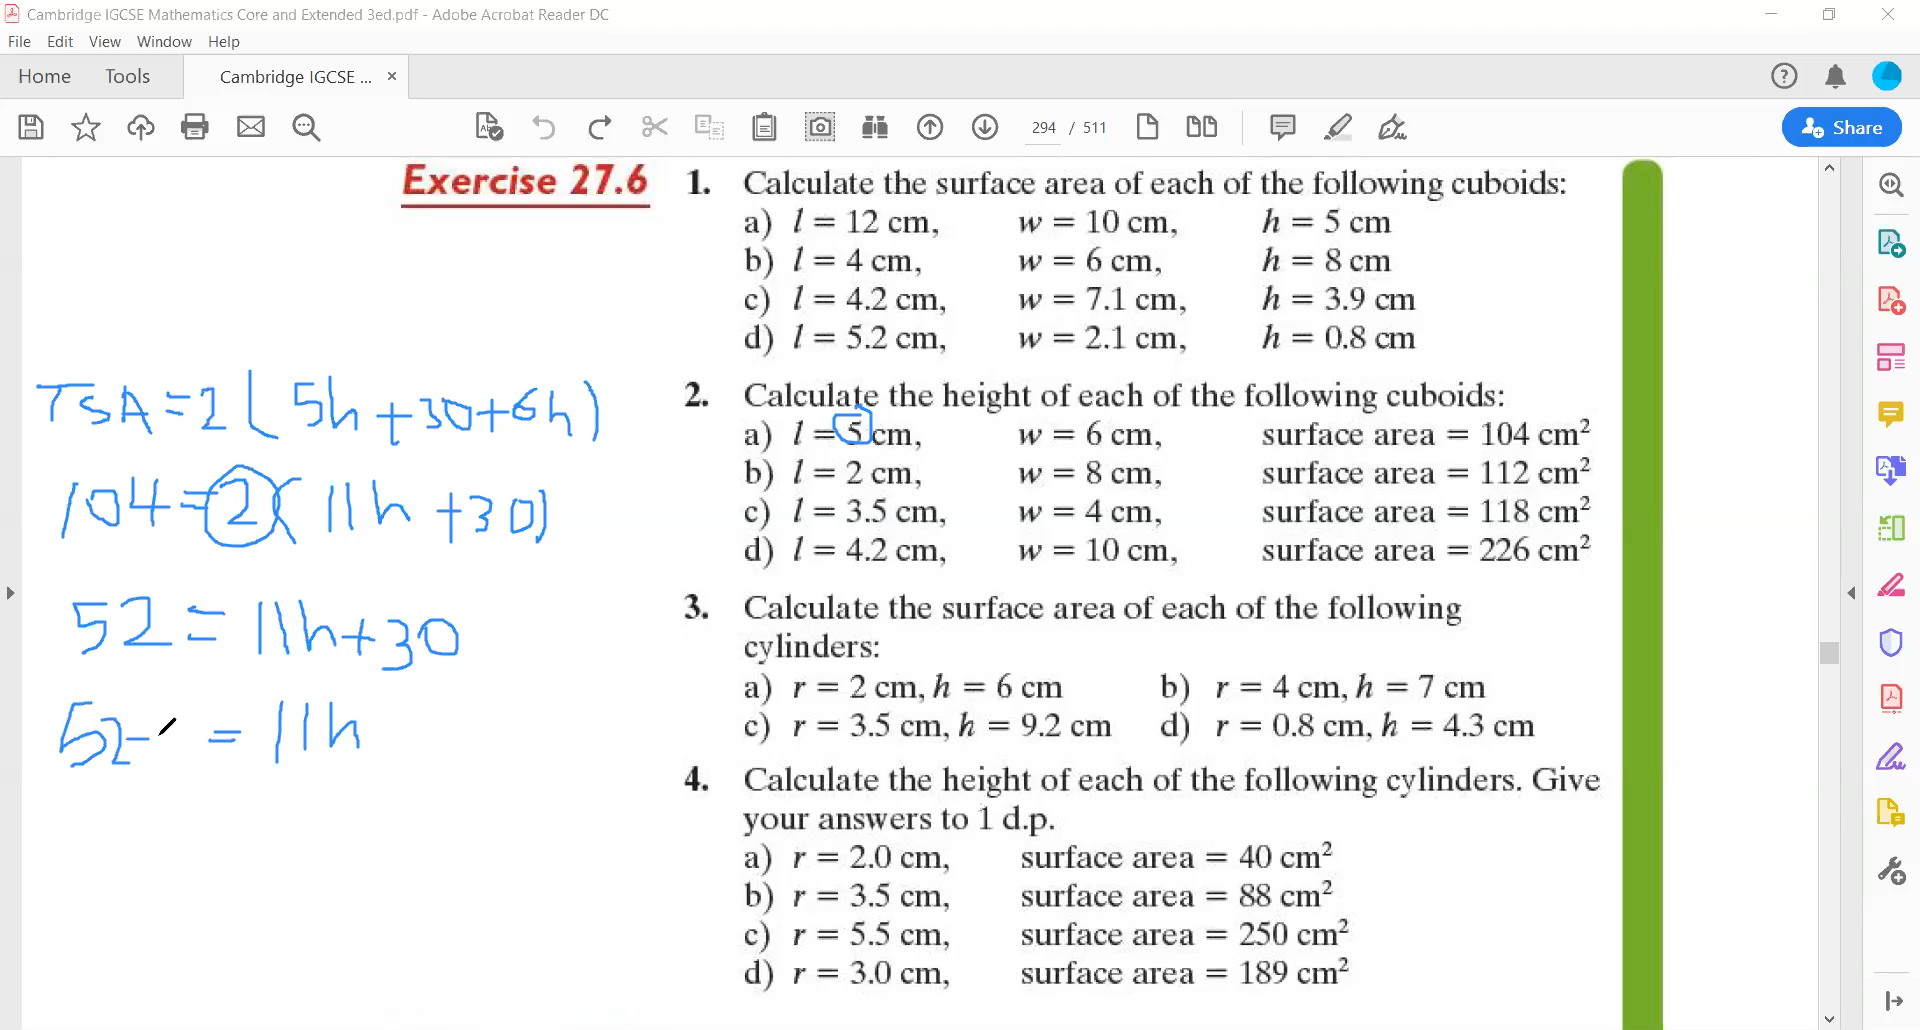 Cambridge IGCSE Mathematics Core and Extended 3ed.pdf - Adobe Acrobat Reader DC
File Edit View Window Help
Home Tools Cambridge IGCSE ... ×
294 / 511
Share
Exercise 27.6
1. Calculate the surface area of each of the following cuboids:
a) l = 12 cm, w = 10 cm, h = 5 cm
b) l = 4 cm, w = 6 cm, h = 8 cm
c) l = 4.2 cm, w = 7.1 cm, h = 3.9 cm
d) l = 5.2 cm, w = 2.1 cm, h = 0.8 cm
2. Calculate the height of each of the following cuboids:
a) l = 5 cm, w = 6 cm, surface area = 104 cm²
b) l = 2 cm, w = 8 cm, surface area = 112 cm²
c) l = 3.5 cm, w = 4 cm, surface area = 118 cm²
d) l = 4.2 cm, w = 10 cm, surface area = 226 cm²
3. Calculate the surface area of each of the following
cylinders:
a) r = 2 cm, h = 6 cm b) r = 4 cm, h = 7 cm
c) r = 3.5 cm, h = 9.2 cm d) r = 0.8 cm, h = 4.3 cm
4. Calculate the height of each of the following cylinders. Give
your answers to 1 d.p.
a) r = 2.0 cm, surface area = 40 cm²
b) r = 3.5 cm, surface area = 88 cm²
c) r = 5.5 cm, surface area = 250 cm²
d) r = 3.0 cm, surface area = 189 cm²
TSA = 2 ( 5h + 30 + 6h )
104 = 2 ( 11h + 30)
52 = 11h + 30
52 - = 11h